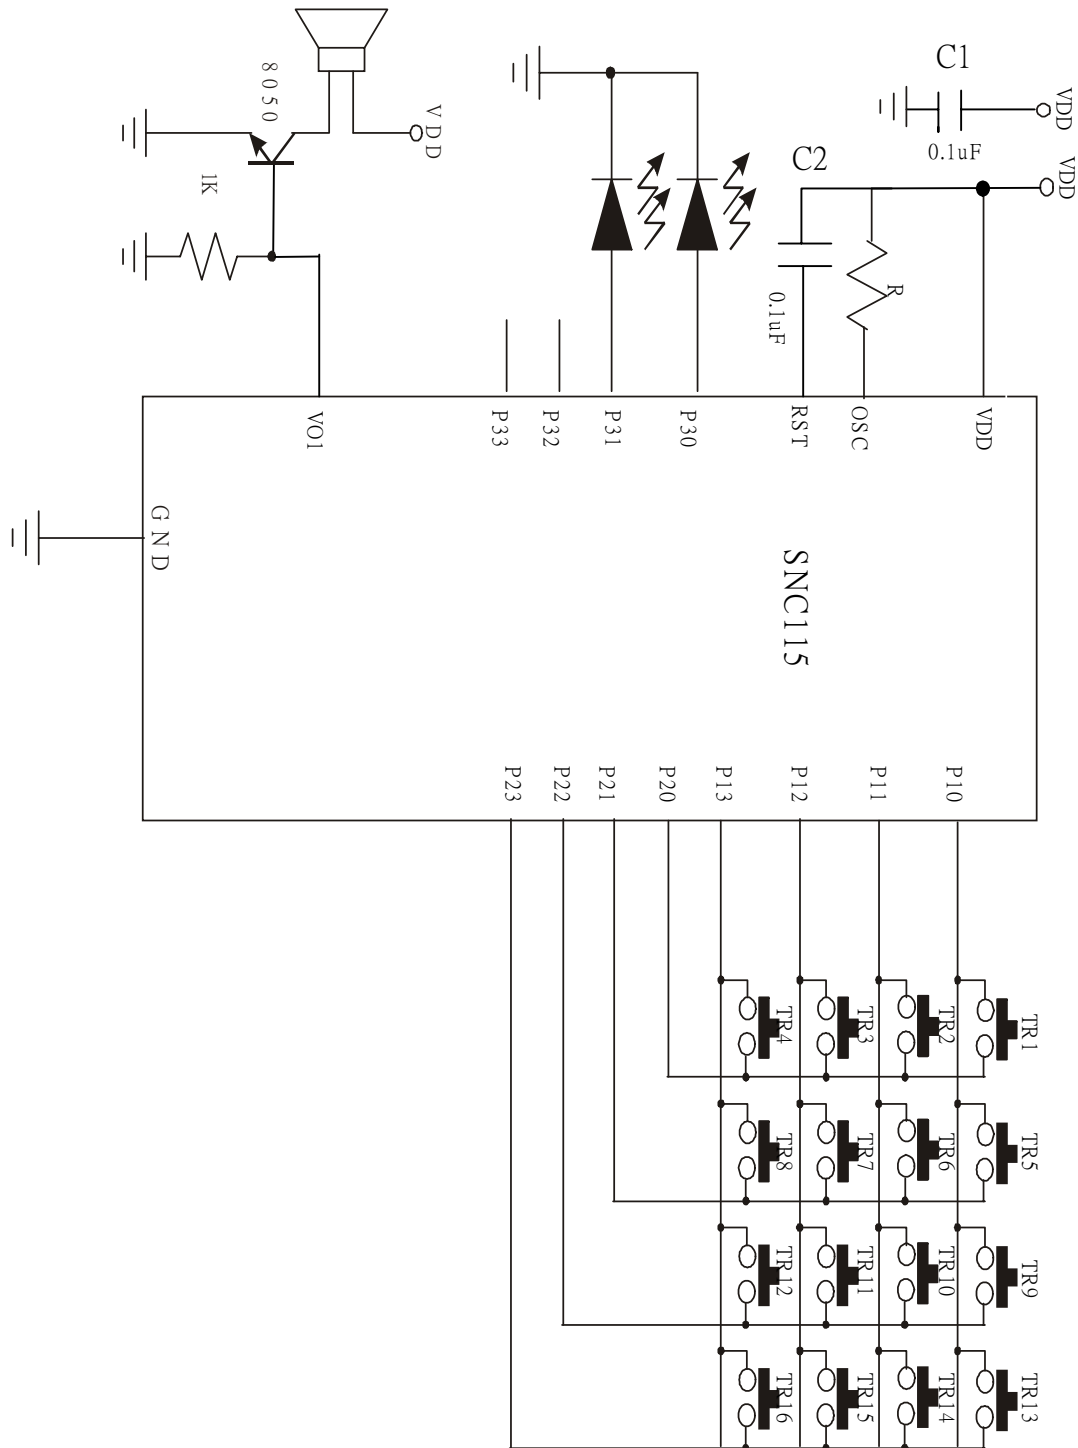 C1
0.1uF
VDD
VDD
C2
0.1uF
R
8050
VDD
1K
VO1
P33
P32
P31
P30
RST
OSC
VDD
GND
SNC115
P23
P22
P21
P20
P13
P12
P11
P10
TR4
TR3
TR2
TR1
TR8
TR7
TR6
TR5
TR12
TR11
TR10
TR9
TR16
TR15
TR14
TR13